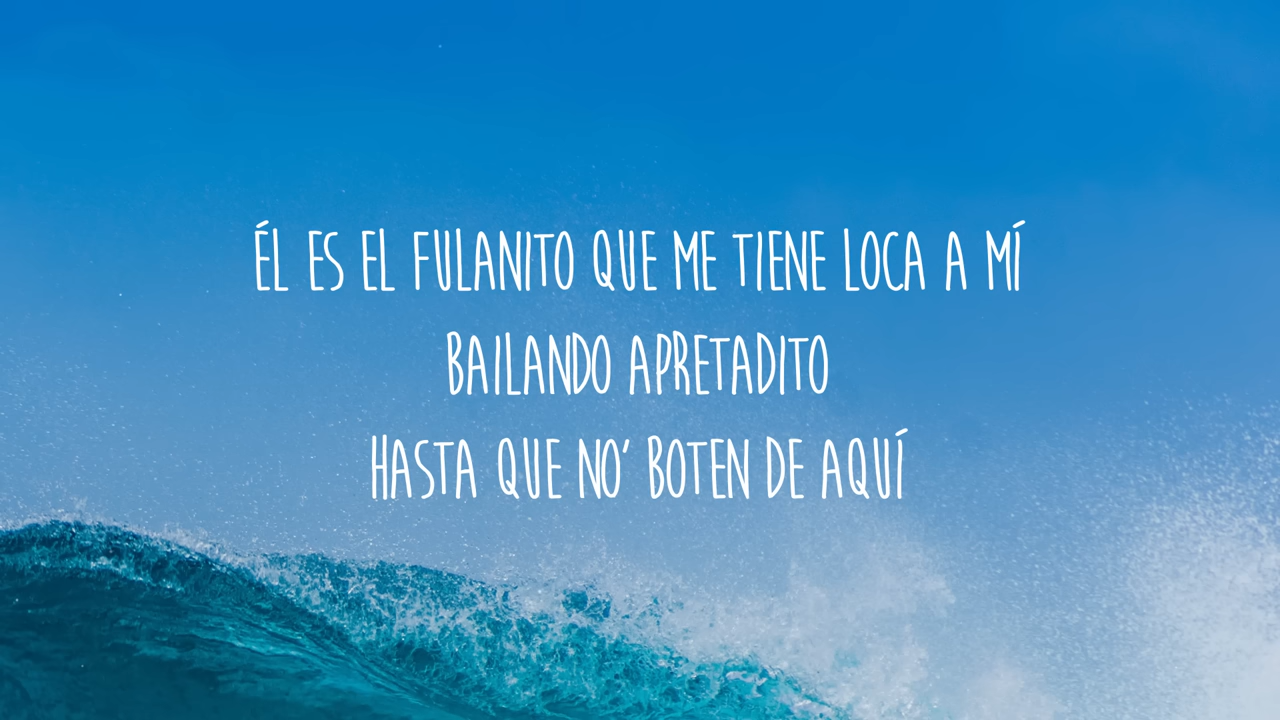 ÉL ES EL FULANITO QUE ME TIENE LOCA A MÍ
BAILANDO APRETADITO
HASTA QUE NO' BOTEN DE AQUÍ